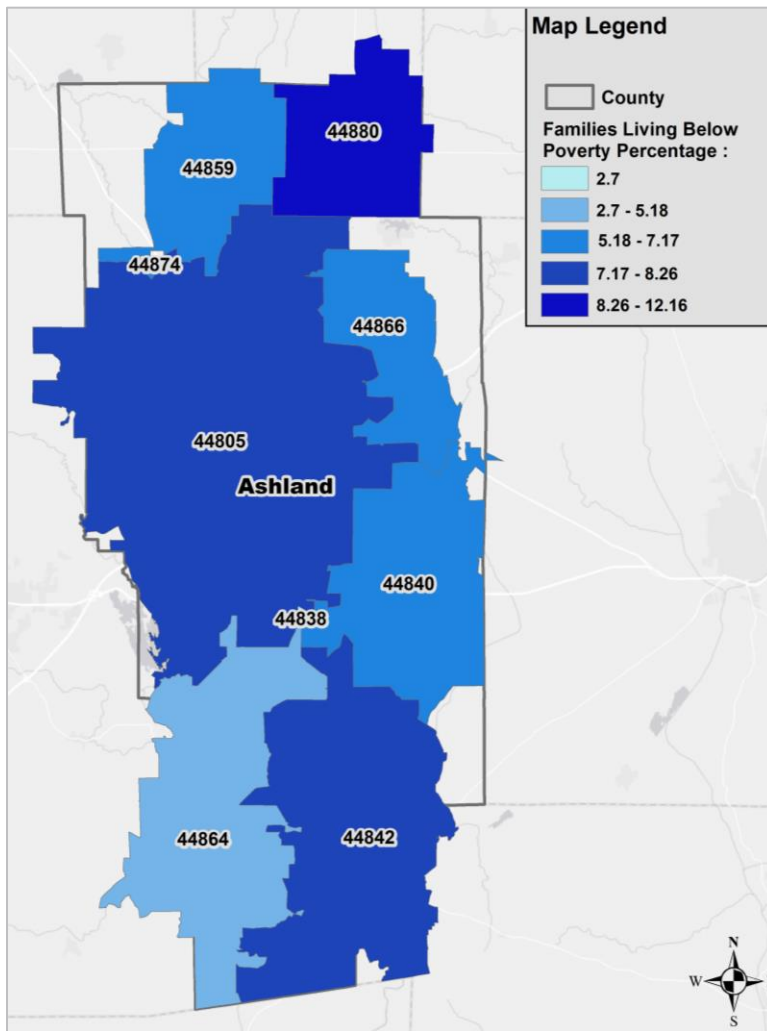 Map Legend
County
Families Living Below
Poverty Percentage :
2.7
2.7 - 5.18
5.18 - 7.17
7.17 - 8.26
8.26 - 12.16
44880
44859
44874
44866
44805
Ashland
44840
44838
44864
44842
N
W
E
S